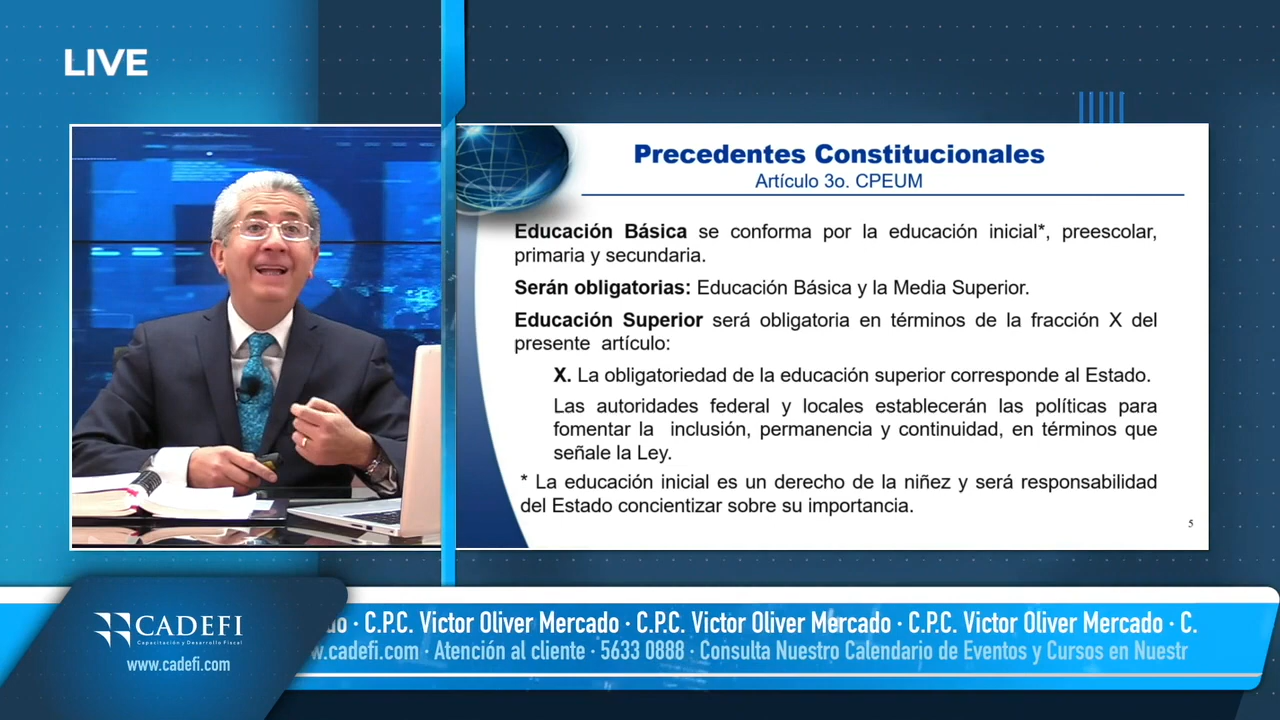 LIVE
Precedentes Constitucionales
Artículo 3o. CPEUM
Educación Básica se conforma por la educación inicial*, preescolar,
primaria y secundaria.
Serán obligatorias: Educación Básica y la Media Superior.
Educación Superior será obligatoria en términos de la fracción X del
presente artículo:
X. La obligatoriedad de la educación superior corresponde al Estado.
Las autoridades federal y locales establecerán las políticas para
fomentar la inclusión, permanencia y continuidad, en términos que
señale la Ley.
* La educación inicial es un derecho de la niñez y será responsabilidad
del Estado concientizar sobre su importancia.
5
CADEFI
Capacitación y Desarrollo Fiscal
www.cadefi.com
do · C.P.C. Victor Oliver Mercado · C.P.C. Victor Oliver Mercado · C.P.C. Victor Oliver Mercado · C.
w.cadefi.com · Atención al cliente · 5633 0888 · Consulta Nuestro Calendario de Eventos y Cursos en Nuestr